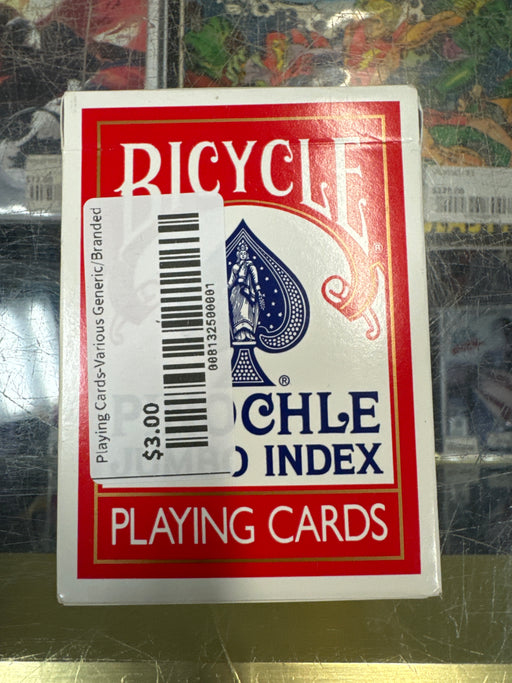 BICYCLE
®
®
PINOCHLE
JUMBO INDEX
PLAYING CARDS
Playing Cards-Various Generic/Branded
008132500001
$3.00